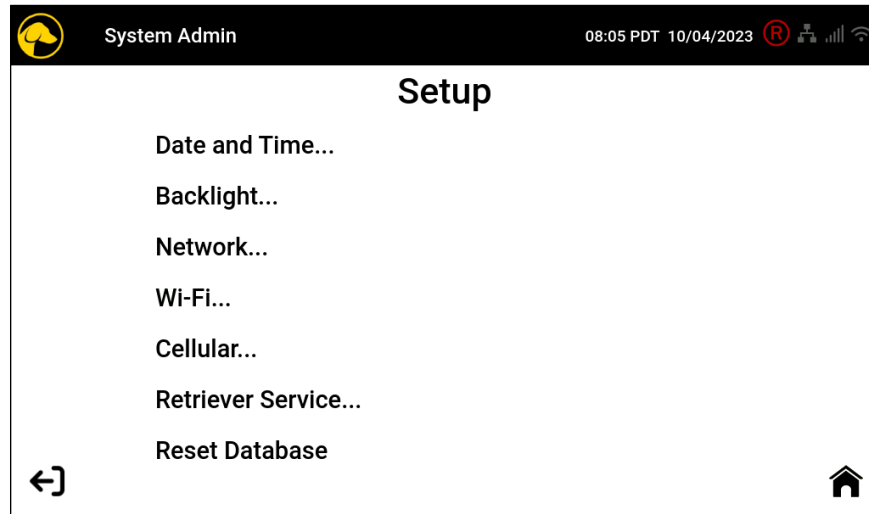 System Admin 08:05 PDT 10/04/2023 R
Setup
Date and Time...
Backlight...
Network...
Wi-Fi...
Cellular...
Retriever Service...
Reset Database